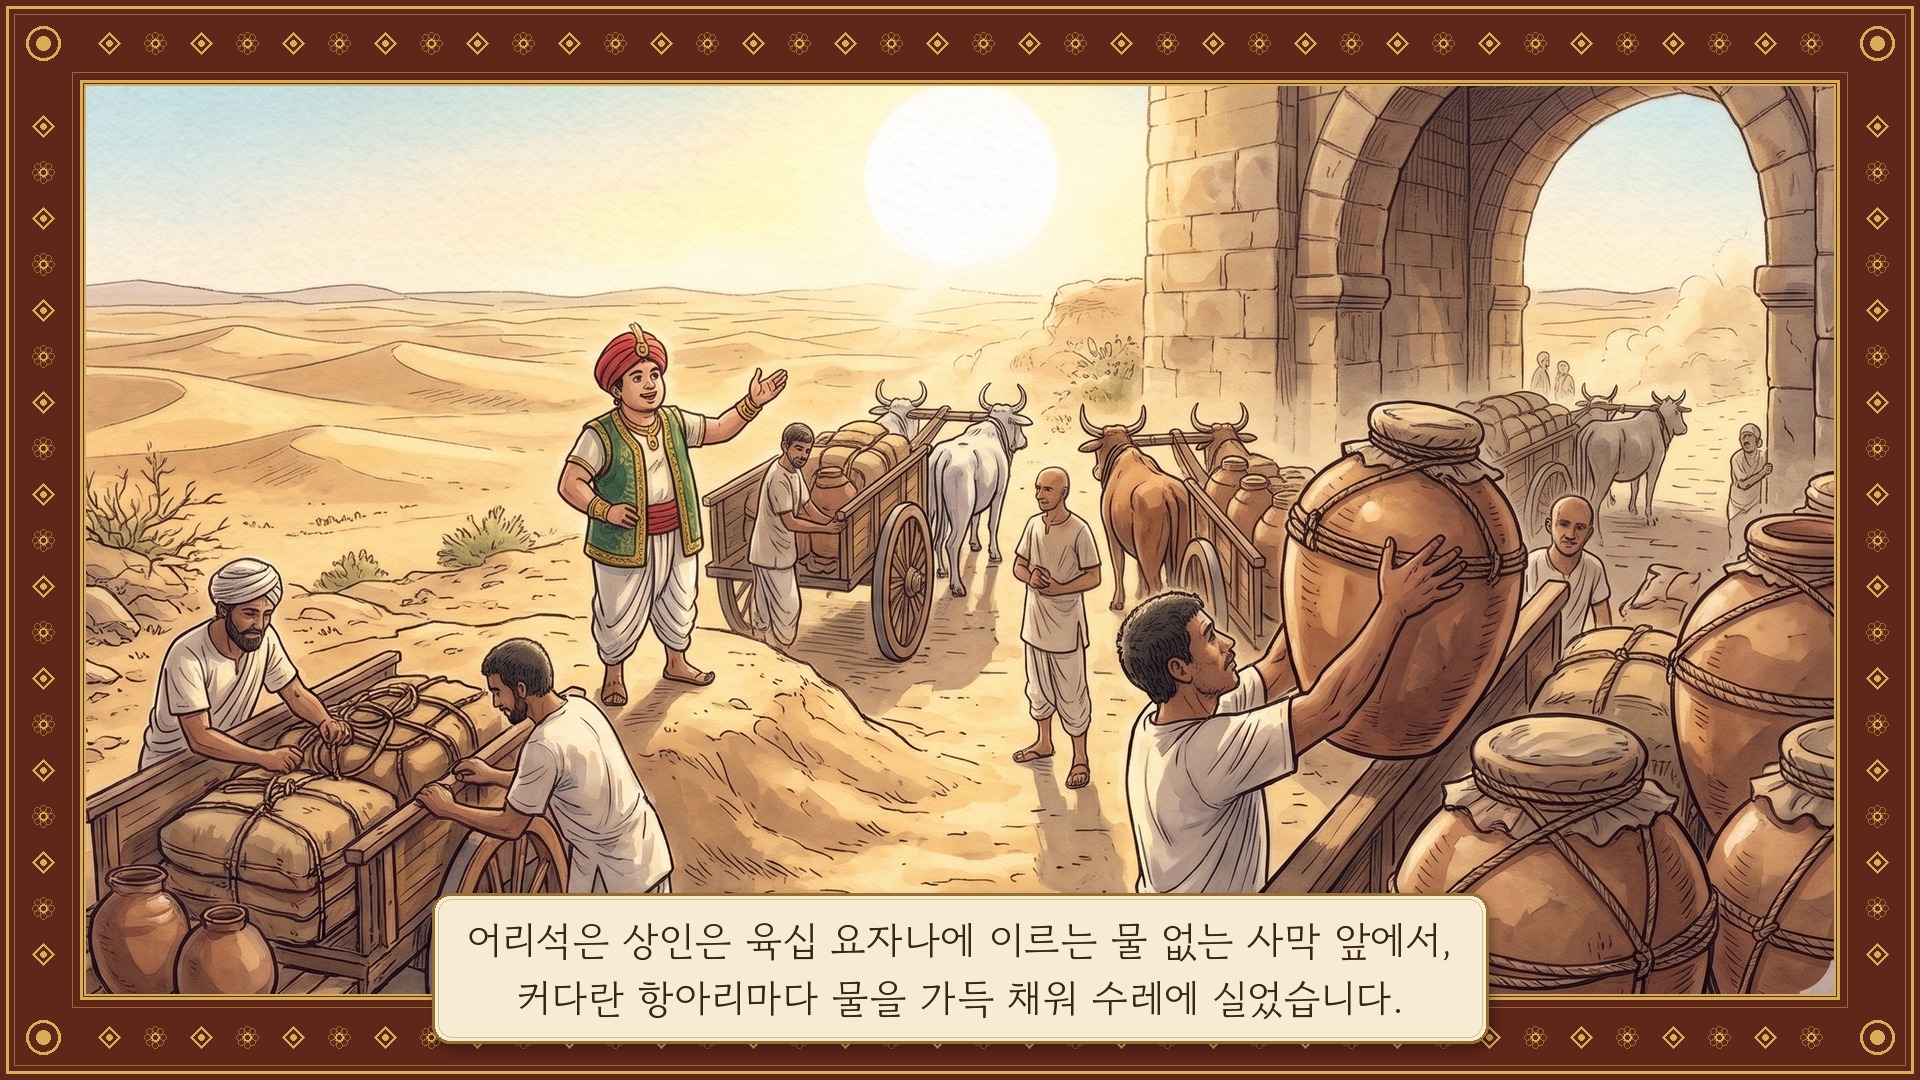 어리석은 상인은 육십 요자나에 이르는 물 없는 사막 앞에서,
커다란 항아리마다 물을 가득 채워 수레에 실었습니다.